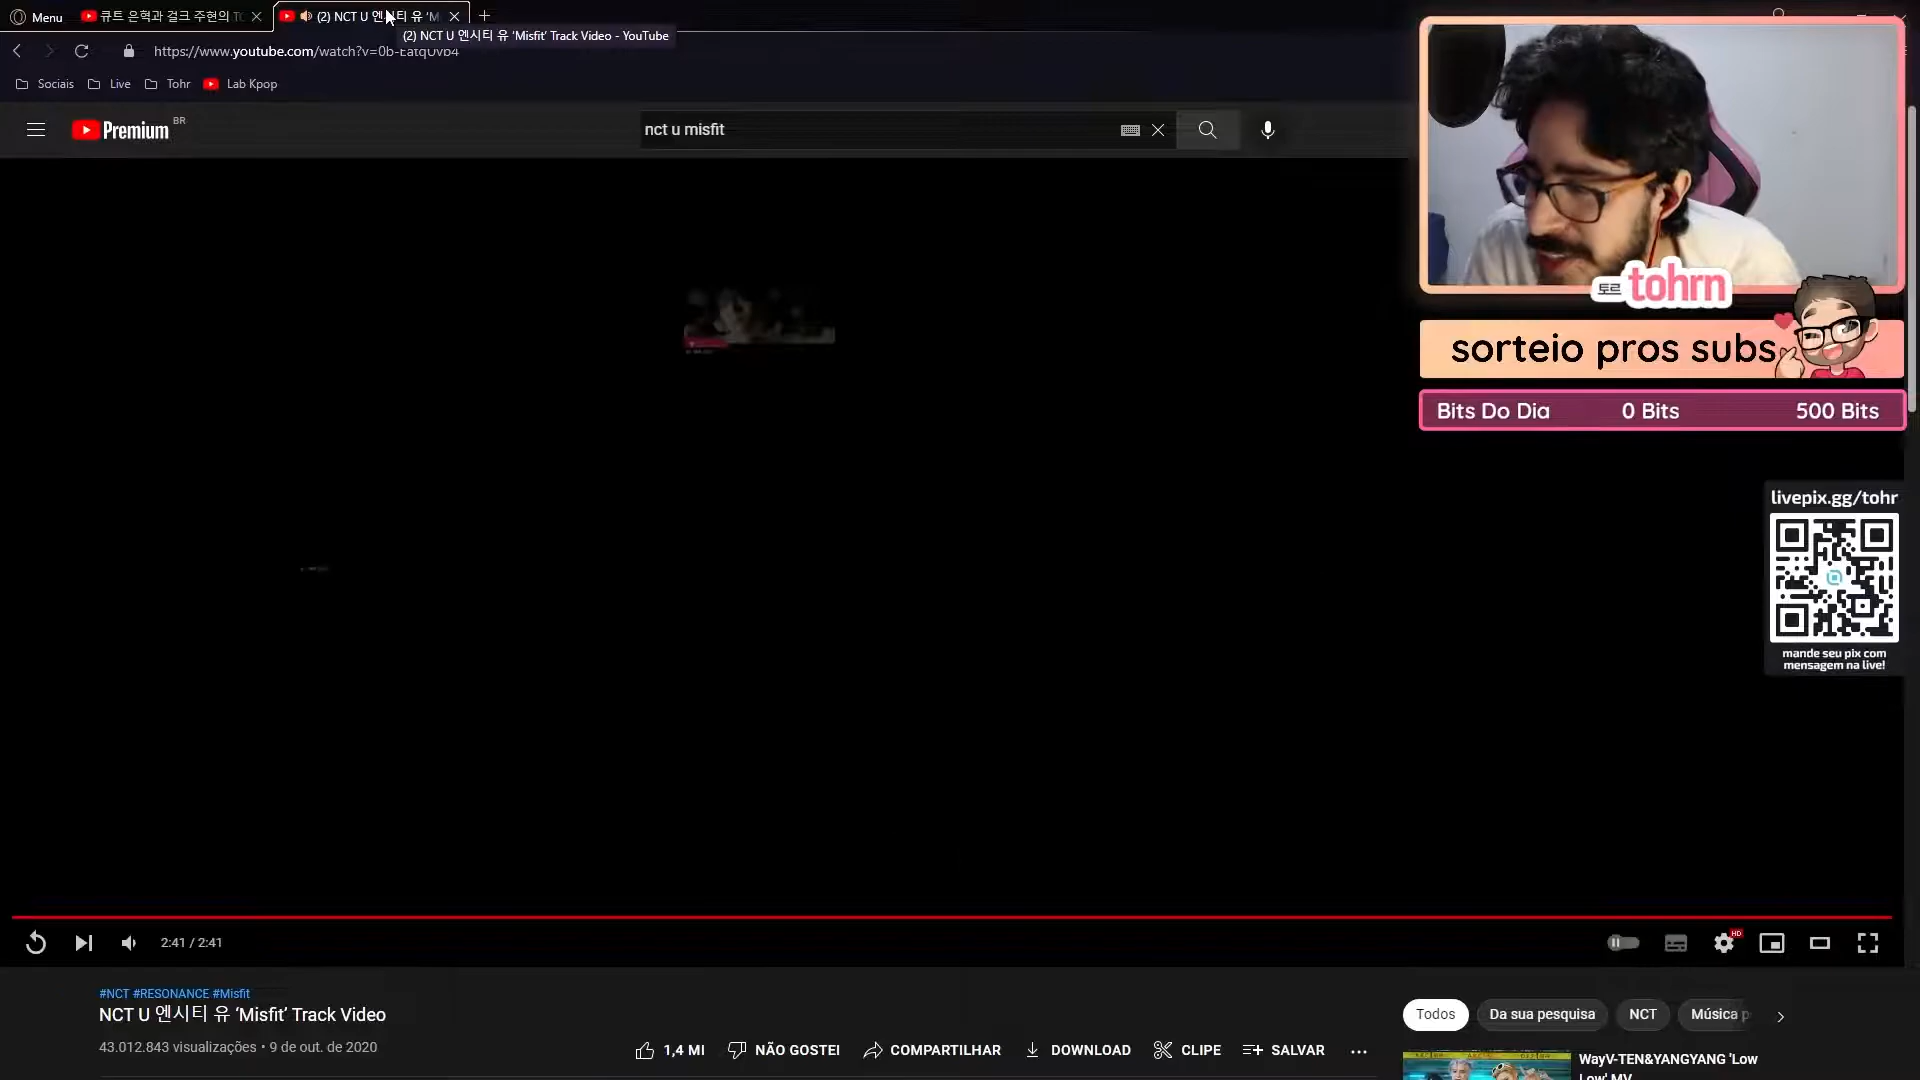 Menu
큐트 은혁과 걸크 주현의
(2) NCT U 엔시티 유 'M
(2) NCT U 엔시티 유 ‘Misfit’ Track Video - YouTube
https://www.youtube.com/watch?v=0b-EatqUvb4
Sociais
Live
Tohr
Lab Kpop
Premium
BR
nct u misfit
토르 tohrn
sorteio pros subs
Bits Do Dia 0 Bits 500 Bits
livepix.gg/tohr
mande seu pix com
mensagem na live!
2:41 / 2:41
HD
#NCT #RESONANCE #Misfit
NCT U 엔시티 유 ‘Misfit’ Track Video
43.012.843 visualizações • 9 de out. de 2020
1,4 MI
NÃO GOSTEI
COMPARTILHAR
DOWNLOAD
CLIPE
SALVAR
Todos
Da sua pesquisa
NCT
Música p
WayV-TEN&YANGYANG 'Low
Low' MV